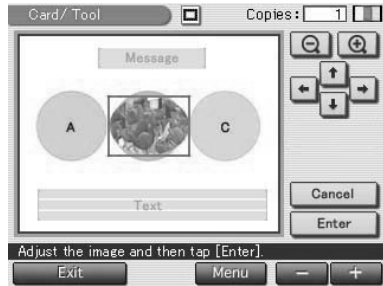 Card/Tool Copies: 1
Message
A C
Text
Cancel
Enter
Adjust the image and then tap [Enter].
Exit Menu − +